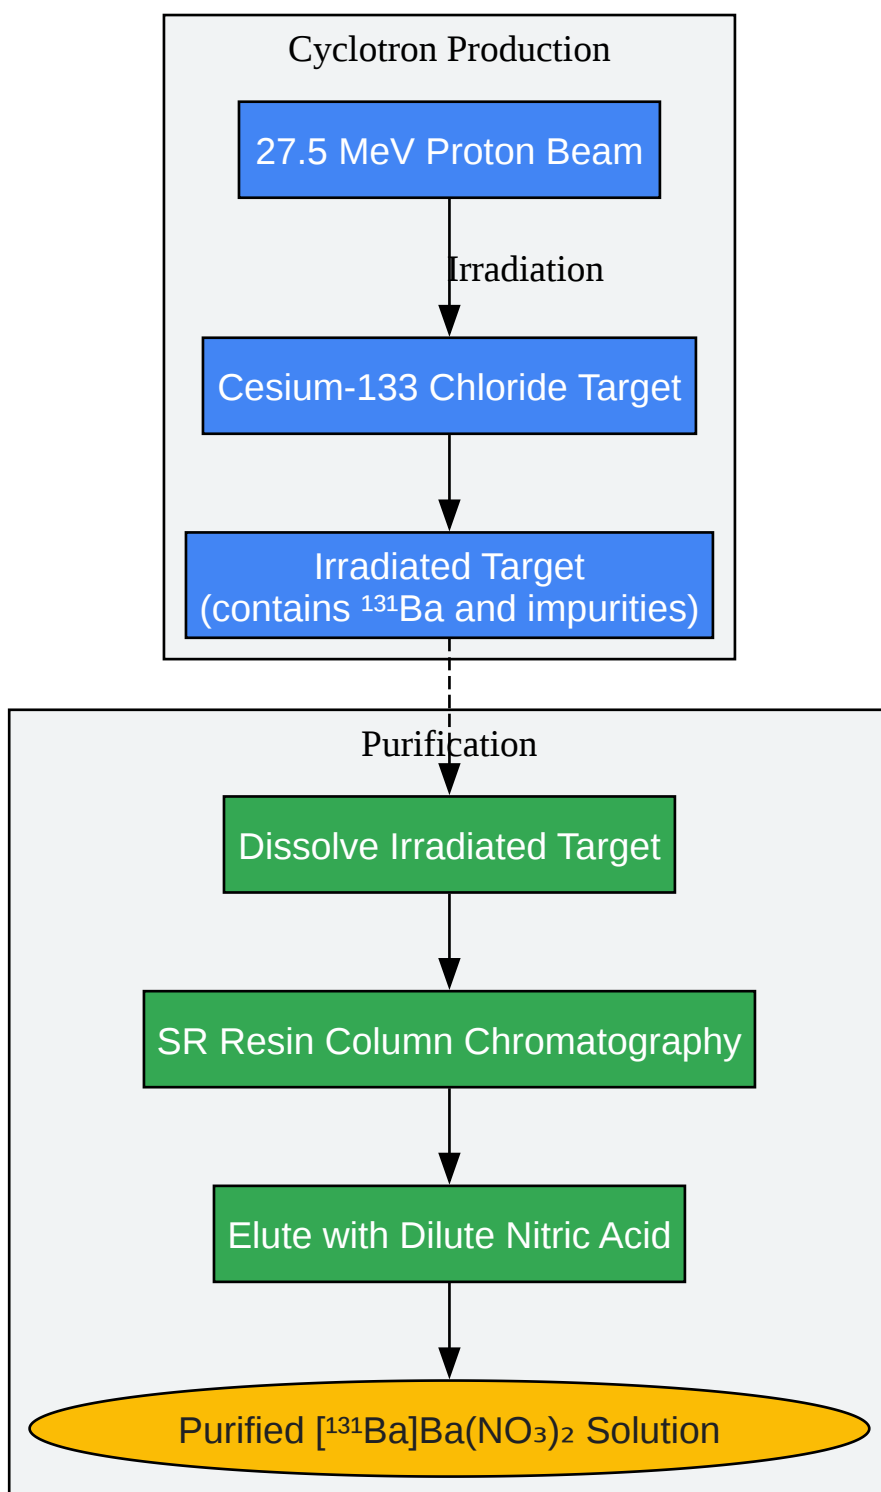 Cyclotron Production
27.5 MeV Proton Beam
Irradiation
Cesium-133 Chloride Target
Irradiated Target
(contains ¹³¹Ba and impurities)
Purification
Dissolve Irradiated Target
SR Resin Column Chromatography
Elute with Dilute Nitric Acid
Purified [¹³¹Ba]Ba(NO₃)₂ Solution